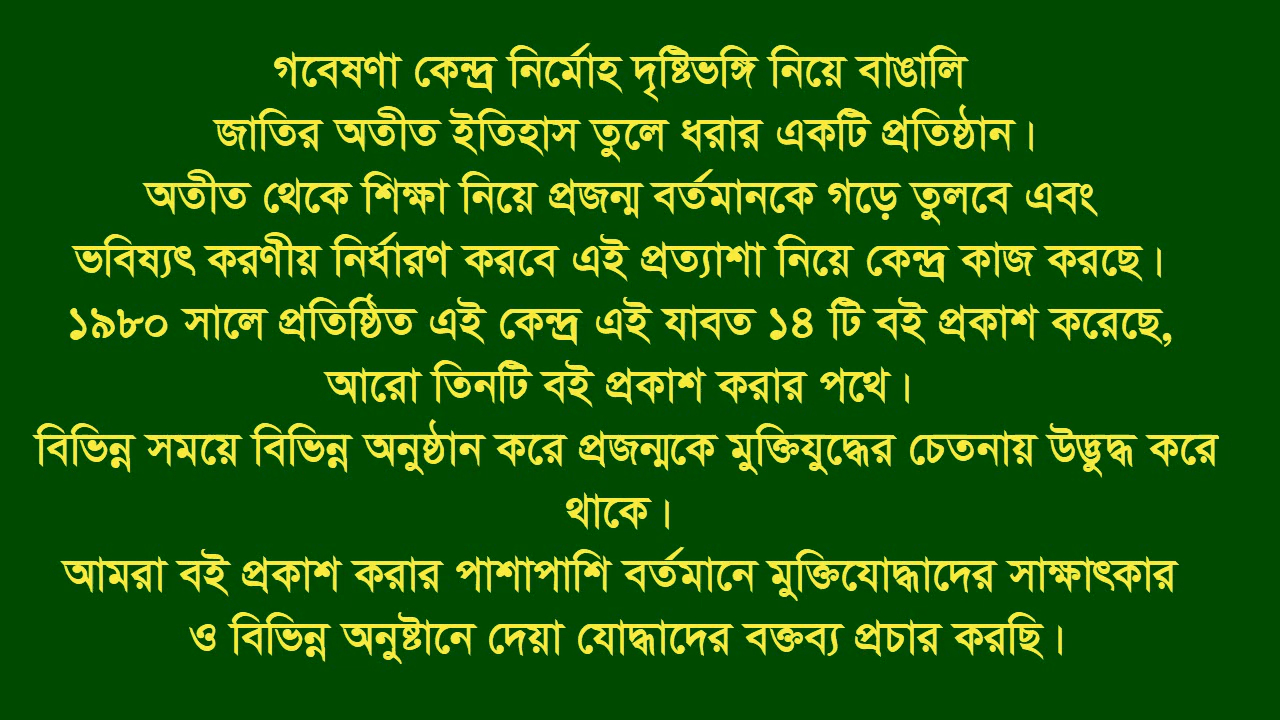 গবেষণা কেন্দ্র নির্মোহ দৃষ্টিভঙ্গি নিয়ে বাঙালি
জাতির অতীত ইতিহাস তুলে ধরার একটি প্রতিষ্ঠান।
অতীত থেকে শিক্ষা নিয়ে প্রজন্ম বর্তমানকে গড়ে তুলবে এবং
ভবিষ্যৎ করণীয় নির্ধারণ করবে এই প্রত্যাশা নিয়ে কেন্দ্র কাজ করছে।
১৯৮০ সালে প্রতিষ্ঠিত এই কেন্দ্র এই যাবত ১৪ টি বই প্রকাশ করেছে,
আরো তিনটি বই প্রকাশ করার পথে।
বিভিন্ন সময়ে বিভিন্ন অনুষ্ঠান করে প্রজন্মকে মুক্তিযুদ্ধের চেতনায় উদ্ভুদ্ধ করে
থাকে।
আমরা বই প্রকাশ করার পাশাপাশি বর্তমানে মুক্তিযোদ্ধাদের সাক্ষাৎকার
ও বিভিন্ন অনুষ্টানে দেয়া যোদ্ধাদের বক্তব্য প্রচার করছি।